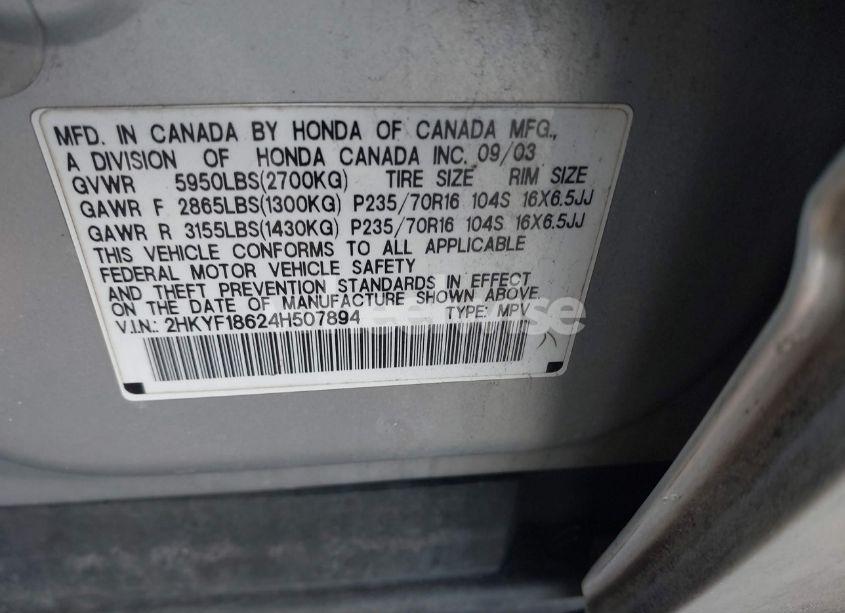 MFD. IN CANADA BY HONDA OF CANADA MFG.,
A DIVISION OF HONDA CANADA INC. 09/03
GVWR 5950LBS(2700KG) TIRE SIZE RIM SIZE
GAWR F 2865LBS(1300KG) P235/70R16 104S 16X6.5JJ
GAWR R 3155LBS(1430KG) P235/70R16 104S 16X6.5JJ
THIS VEHICLE CONFORMS TO ALL APPLICABLE
FEDERAL MOTOR VEHICLE SAFETY
AND THEFT PREVENTION STANDARDS IN EFFECT
ON THE DATE OF MANUFACTURE SHOWN ABOVE.
V.I.N.: 2HKYF18624H507894 TYPE: MPV